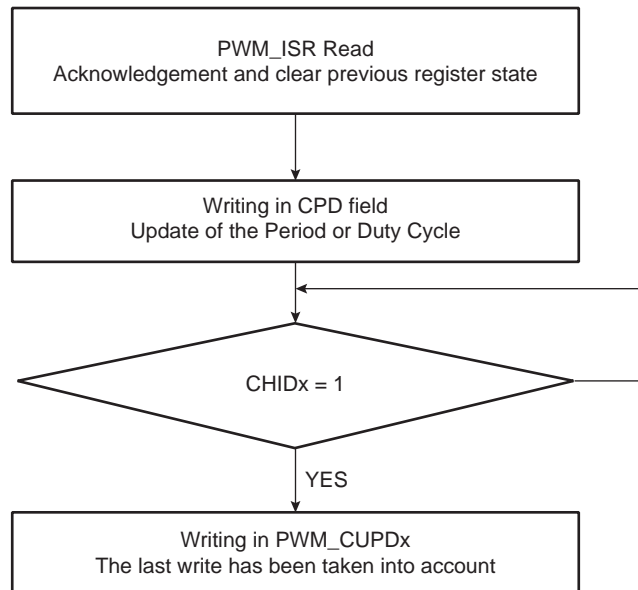 PWM_ISR Read
Acknowledgement and clear previous register state
Writing in CPD field
Update of the Period or Duty Cycle
CHIDx = 1
YES
Writing in PWM_CUPDx
The last write has been taken into account